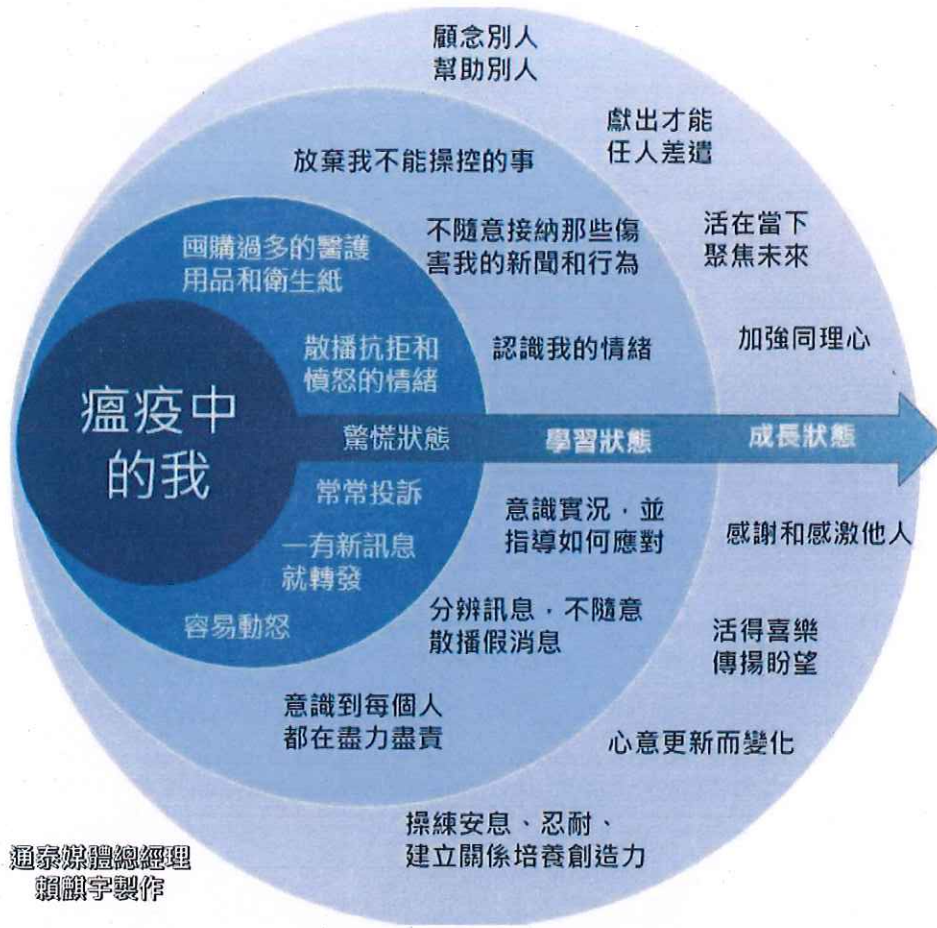 顧念別人
幫助別人
獻出才能
任人差遣
放棄我不能操控的事
活在當下
聚焦未來
不隨意接納那些傷
害我的新聞和行為
囤購過多的醫護
用品和衛生紙
加強同理心
認識我的情緒
散播抗拒和
憤怒的情緒
瘟疫中
的我
驚慌狀態
學習狀態
成長狀態
常常投訴
意識實況，並
指導如何應對
感謝和感激他人
一有新訊息
就轉發
分辨訊息，不隨意
散播假消息
容易動怒
活得喜樂
傳揚盼望
意識到每個人
都在盡力盡責
心意更新而變化
操練安息、忍耐、
建立關係培養創造力
通泰媒體總經理
賴麒宇製作